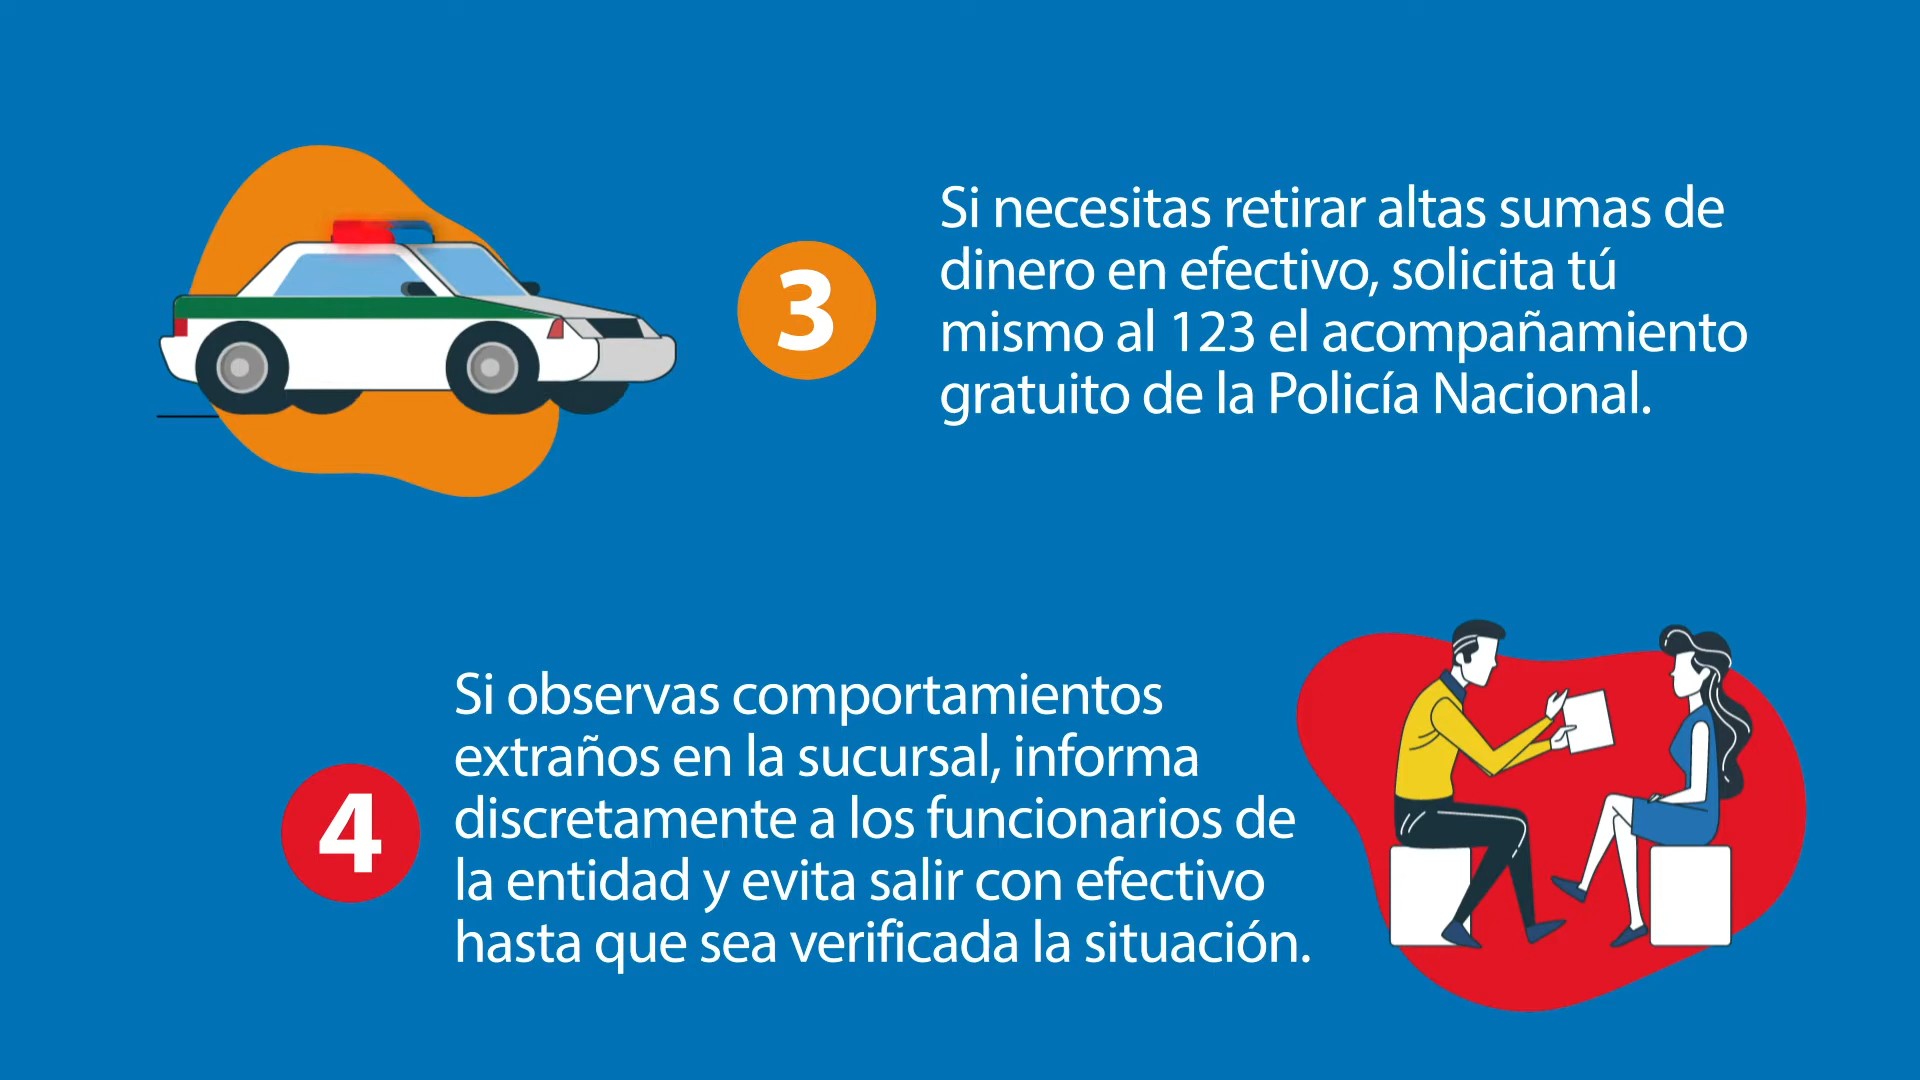 3
Si necesitas retirar altas sumas de
dinero en efectivo, solicita tú
mismo al 123 el acompañamiento
gratuito de la Policía Nacional.
4
Si observas comportamientos
extraños en la sucursal, informa
discretamente a los funcionarios de
la entidad y evita salir con efectivo
hasta que sea verificada la situación.